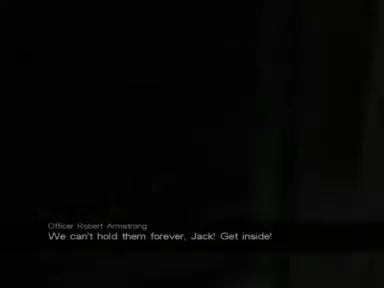 Officer Robert Armstrong
We can't hold them forever, Jack! Get inside!